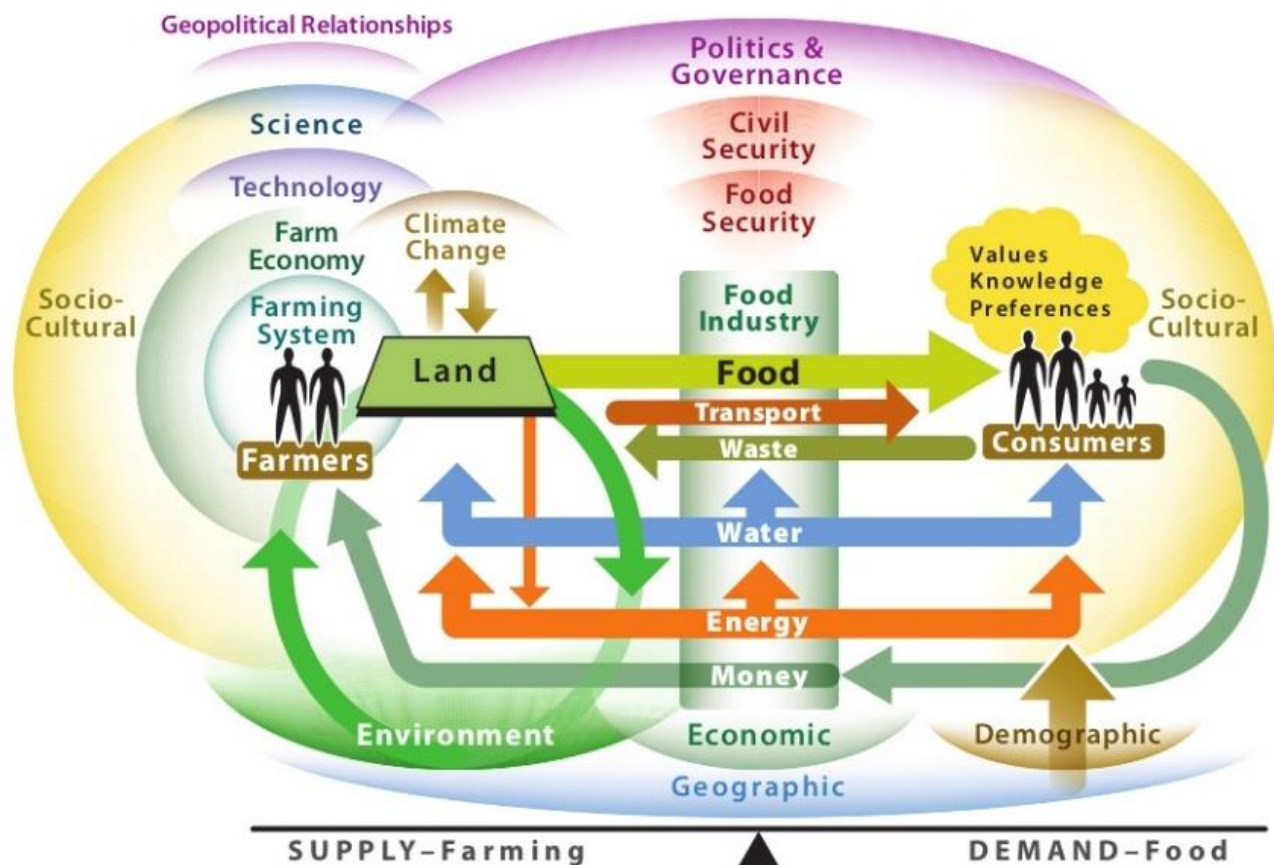 Geopolitical Relationships
Politics &
Governance
Science
Civil
Security
Technology
Food
Security
Climate
Change
Farm
Economy
Values
Knowledge
Preferences
Socio-
Cultural
Farming
System
Food
Industry
Socio-
Cultural
Land
Food
Transport
Farmers
Waste
Consumers
Water
Energy
Money
Environment
Economic
Demographic
Geographic
SUPPLY–Farming
DEMAND–Food